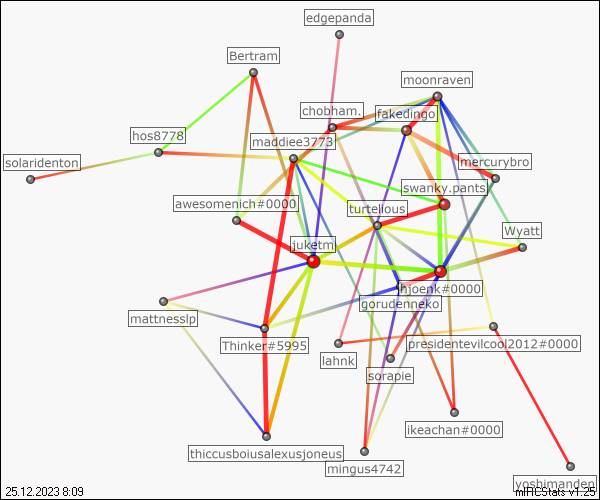 edgepanda
Bertram
moonraven
chobham.
fakedingo
hos8778
maddiee3773
solaridenton
mercurybro
swanky.pants
awesomenich#0000
turtelious
Wyatt
juketm
hjoenk#0000
gorudenneko
mattnesslp
Thinker#5995
presidentevilcool2012#0000
lahnk
sorapie
ikeachan#0000
thiccusboiusalexusjoneus
mingus4742
yoshimanden
25.12.2023 8:09
mIRCStats v1.25